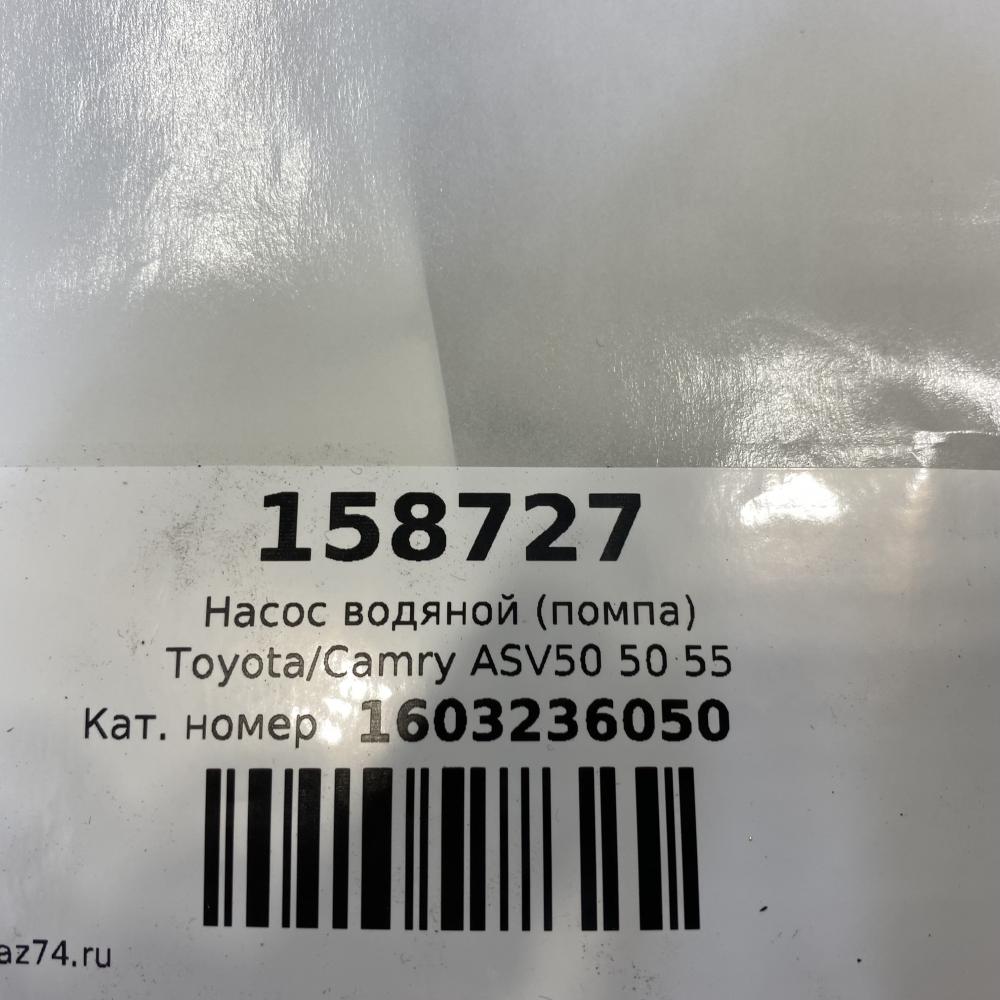 158727
Насос водяной (помпа)
Toyota/Camry ASV50 50 55
Кат. номер 1603236050
az74.ru